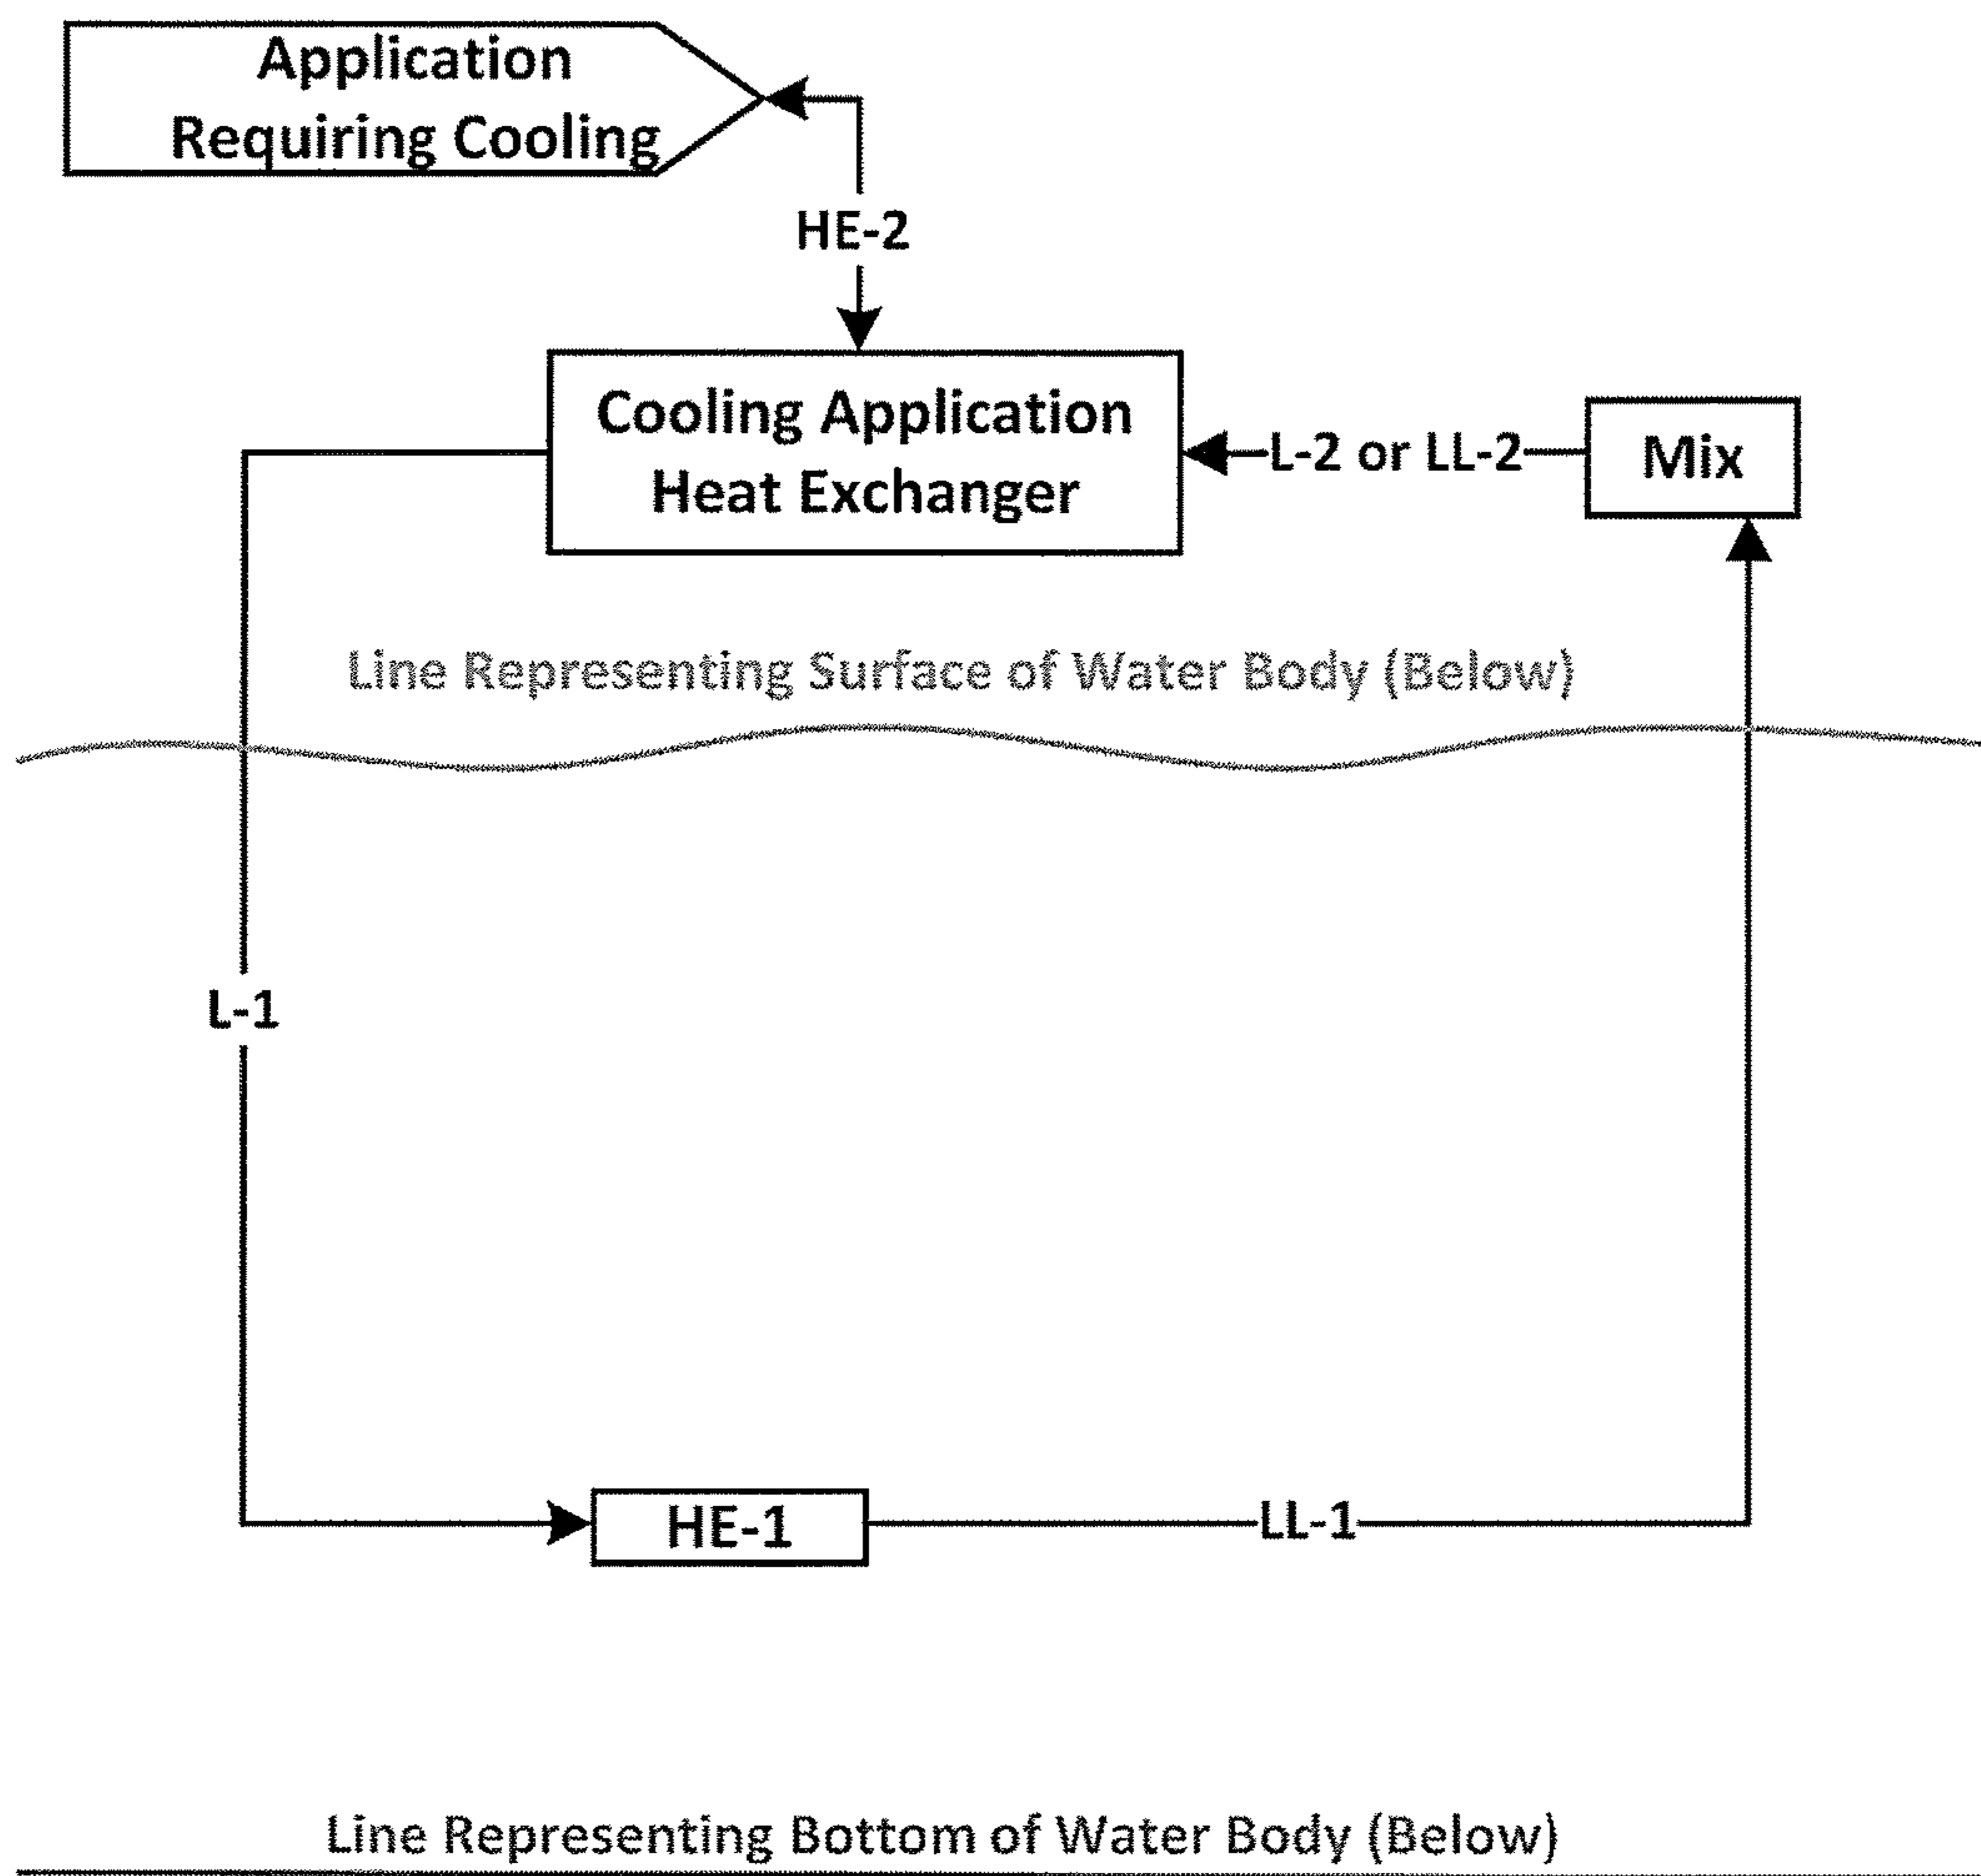 Application
Requiring Cooling
HE-2
Cooling Application
Heat Exchanger
L-2 or LL-2
Mix
Line Representing Surface of Water Body (Below)
L-1
HE-1
LL-1
Line Representing Bottom of Water Body (Below)